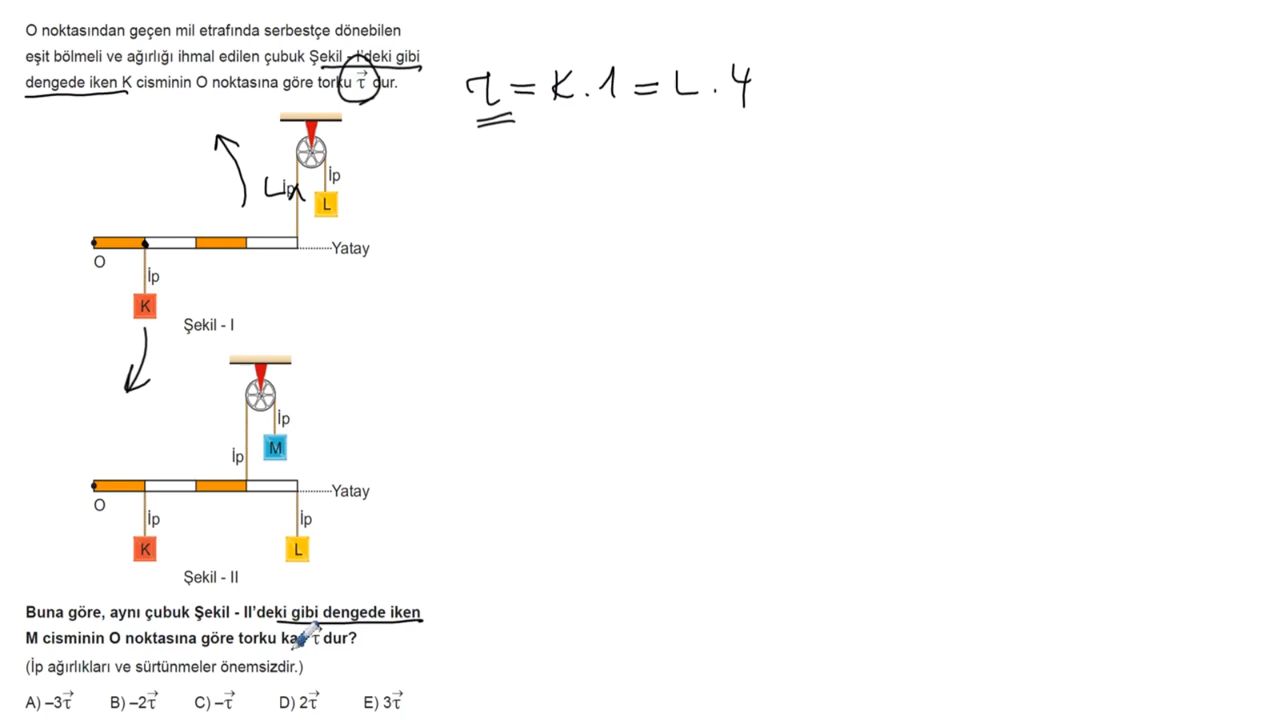 O noktasından geçen mil etrafında serbestçe dönebilen
eşit bölmeli ve ağırlığı ihmal edilen çubuk Şekil - I'deki gibi
dengede iken K cisminin O noktasına göre torku τ⃗ dur.
τ = K . 1 = L . 4
İp
İp
L
L
Yatay
O
İp
K
Şekil - I
İp
M
İp
Yatay
O
İp
İp
K
L
Şekil - II
Buna göre, aynı çubuk Şekil - II'deki gibi dengede iken
M cisminin O noktasına göre torku τ⃗ dur?
(İp ağırlıkları ve sürtünmeler önemsizdir.)
A) –3τ⃗ B) –2τ⃗ C) –τ⃗ D) 2τ⃗ E) 3τ⃗